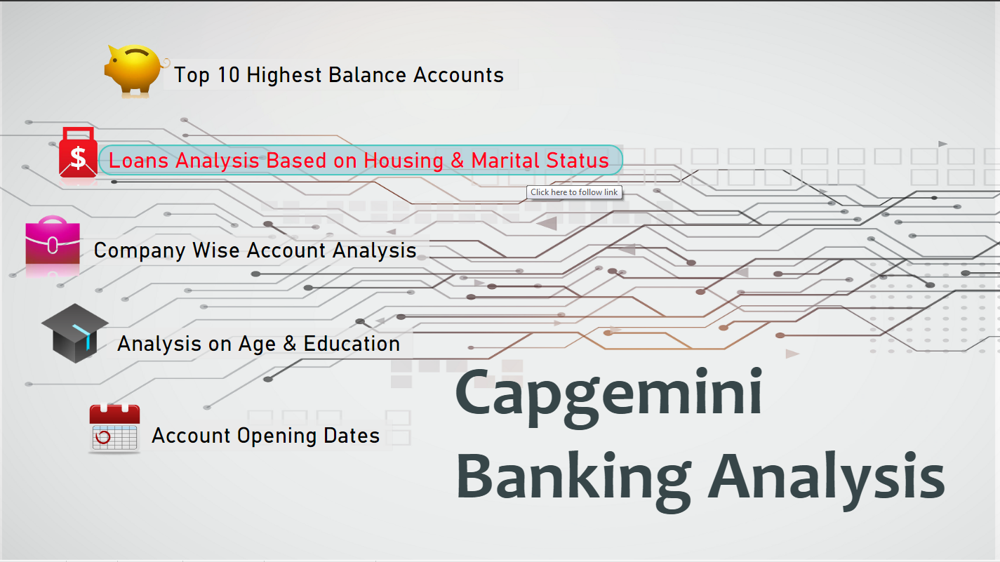 Top 10 Highest Balance Accounts
$
Loans Analysis Based on Housing & Marital Status
Click here to follow link
Company Wise Account Analysis
Analysis on Age & Education
Account Opening Dates
Capgemini
Banking Analysis